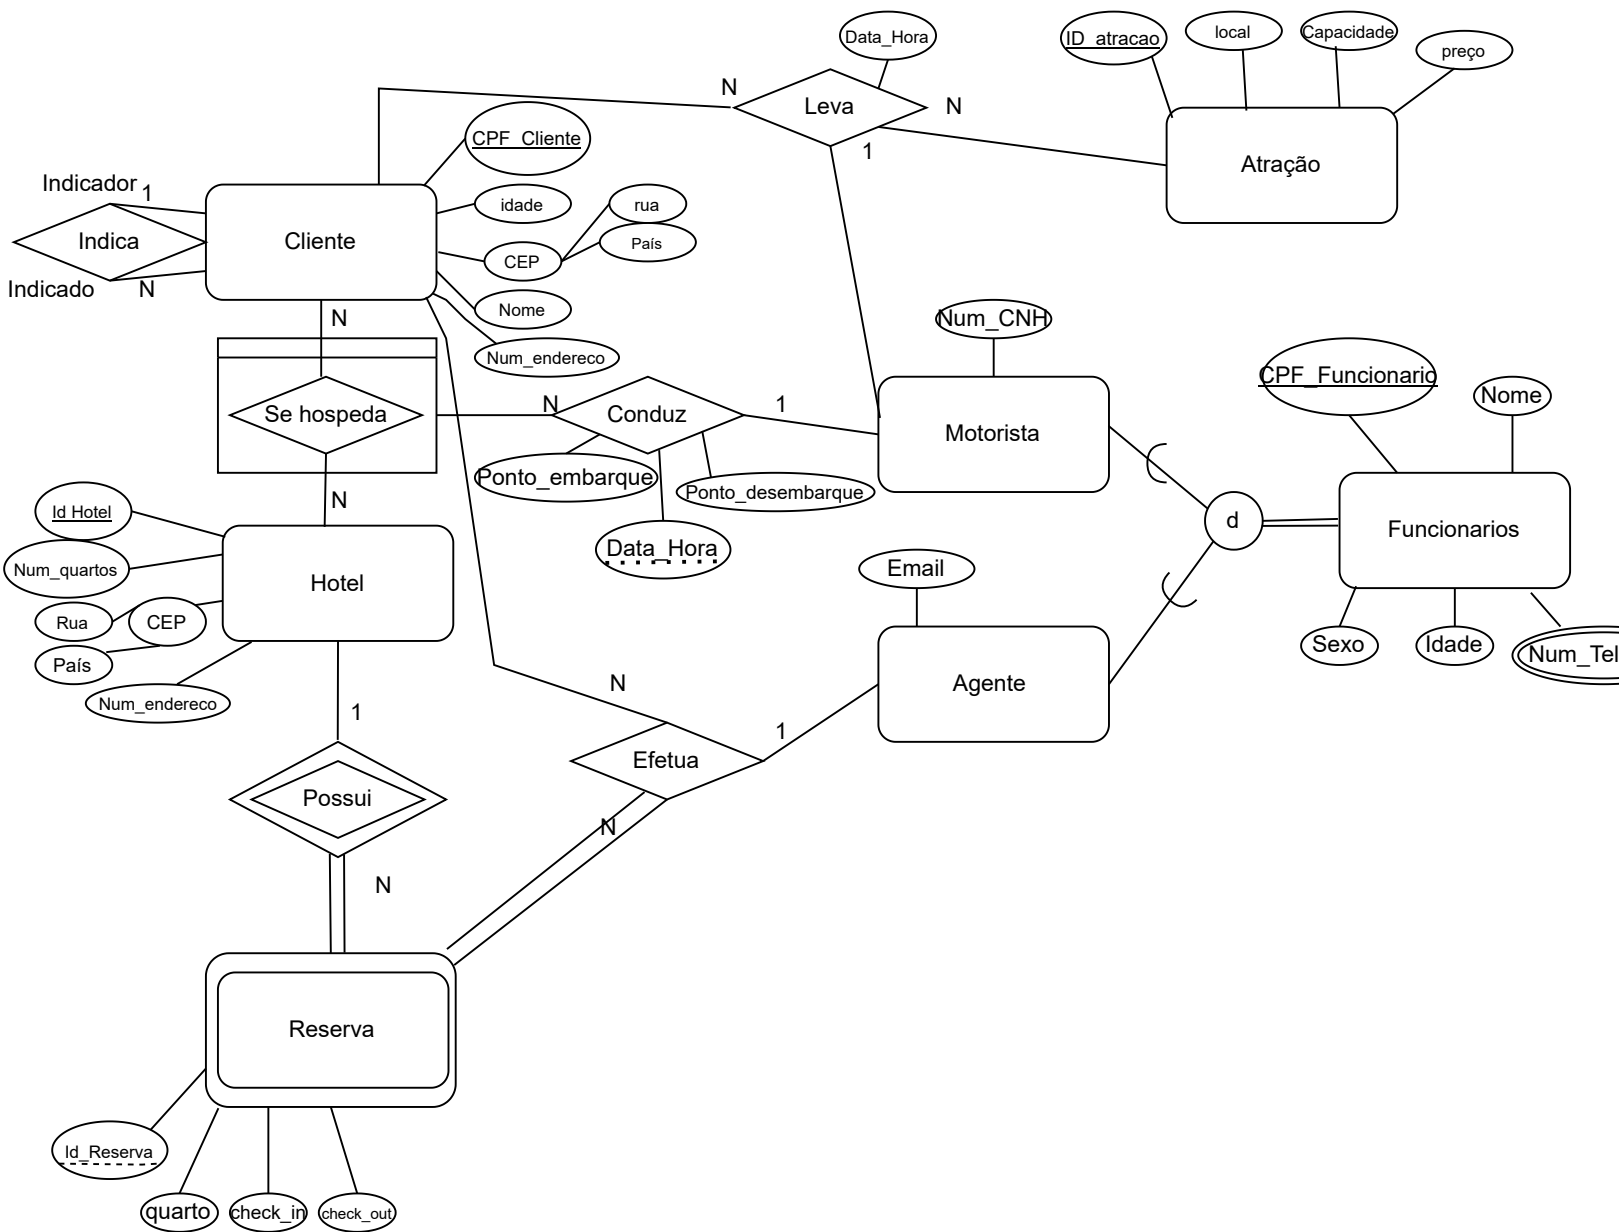 Data_Hora
ID_atracao
local
Capacidade
preço
N
Leva
N
1
Atração
CPF_Cliente
Indicador
1
Indica
Indicado
N
Cliente
idade
rua
CEP
País
Nome
Num_endereco
N
Se hospeda
N
N
Conduz
1
Ponto_embarque
Ponto_desembarque
Data_Hora
Num_CNH
Motorista
CPF_Funcionario
Nome
d
Funcionarios
Sexo
Idade
Num_Tel
Id Hotel
Num_quartos
Rua
CEP
País
Num_endereco
Hotel
Email
Agente
1
N
1
Efetua
N
Possui
N
Reserva
Id_Reserva
quarto
check_in
check_out